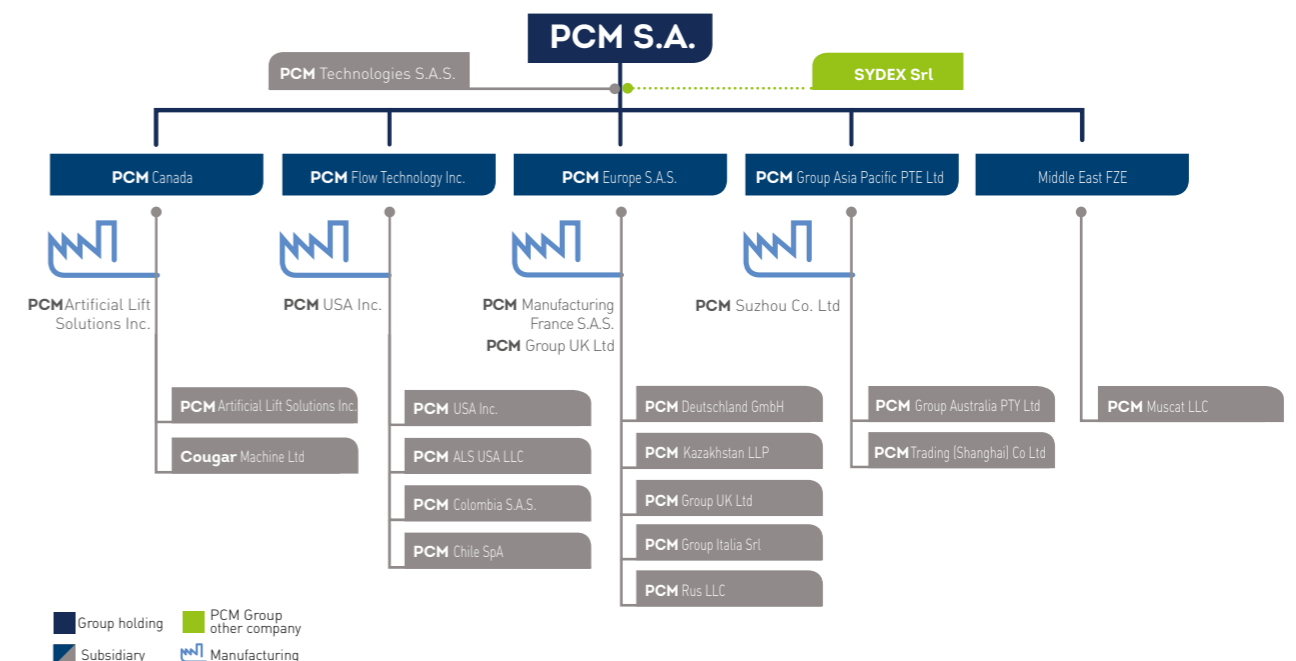 PCM S.A.
PCM Technologies S.A.S.
SYDEX Srl
PCM Canada
PCM Flow Technology Inc.
PCM Europe S.A.S.
PCM Group Asia Pacific PTE Ltd
Middle East FZE
PCM Artificial Lift
Solutions Inc.
PCM USA Inc.
PCM Manufacturing
France S.A.S.
PCM Group UK Ltd
PCM Suzhou Co. Ltd
PCM Artificial Lift Solutions Inc.
Cougar Machine Ltd
PCM USA Inc.
PCM ALS USA LLC
PCM Colombia S.A.S.
PCM Chile SpA
PCM Deutschland GmbH
PCM Kazakhstan LLP
PCM Group UK Ltd
PCM Group Italia Srl
PCM Rus LLC
PCM Group Australia PTY Ltd
PCM Trading (Shanghai) Co Ltd
PCM Muscat LLC
Group holding
PCM Group
other company
Subsidiary
Manufacturing